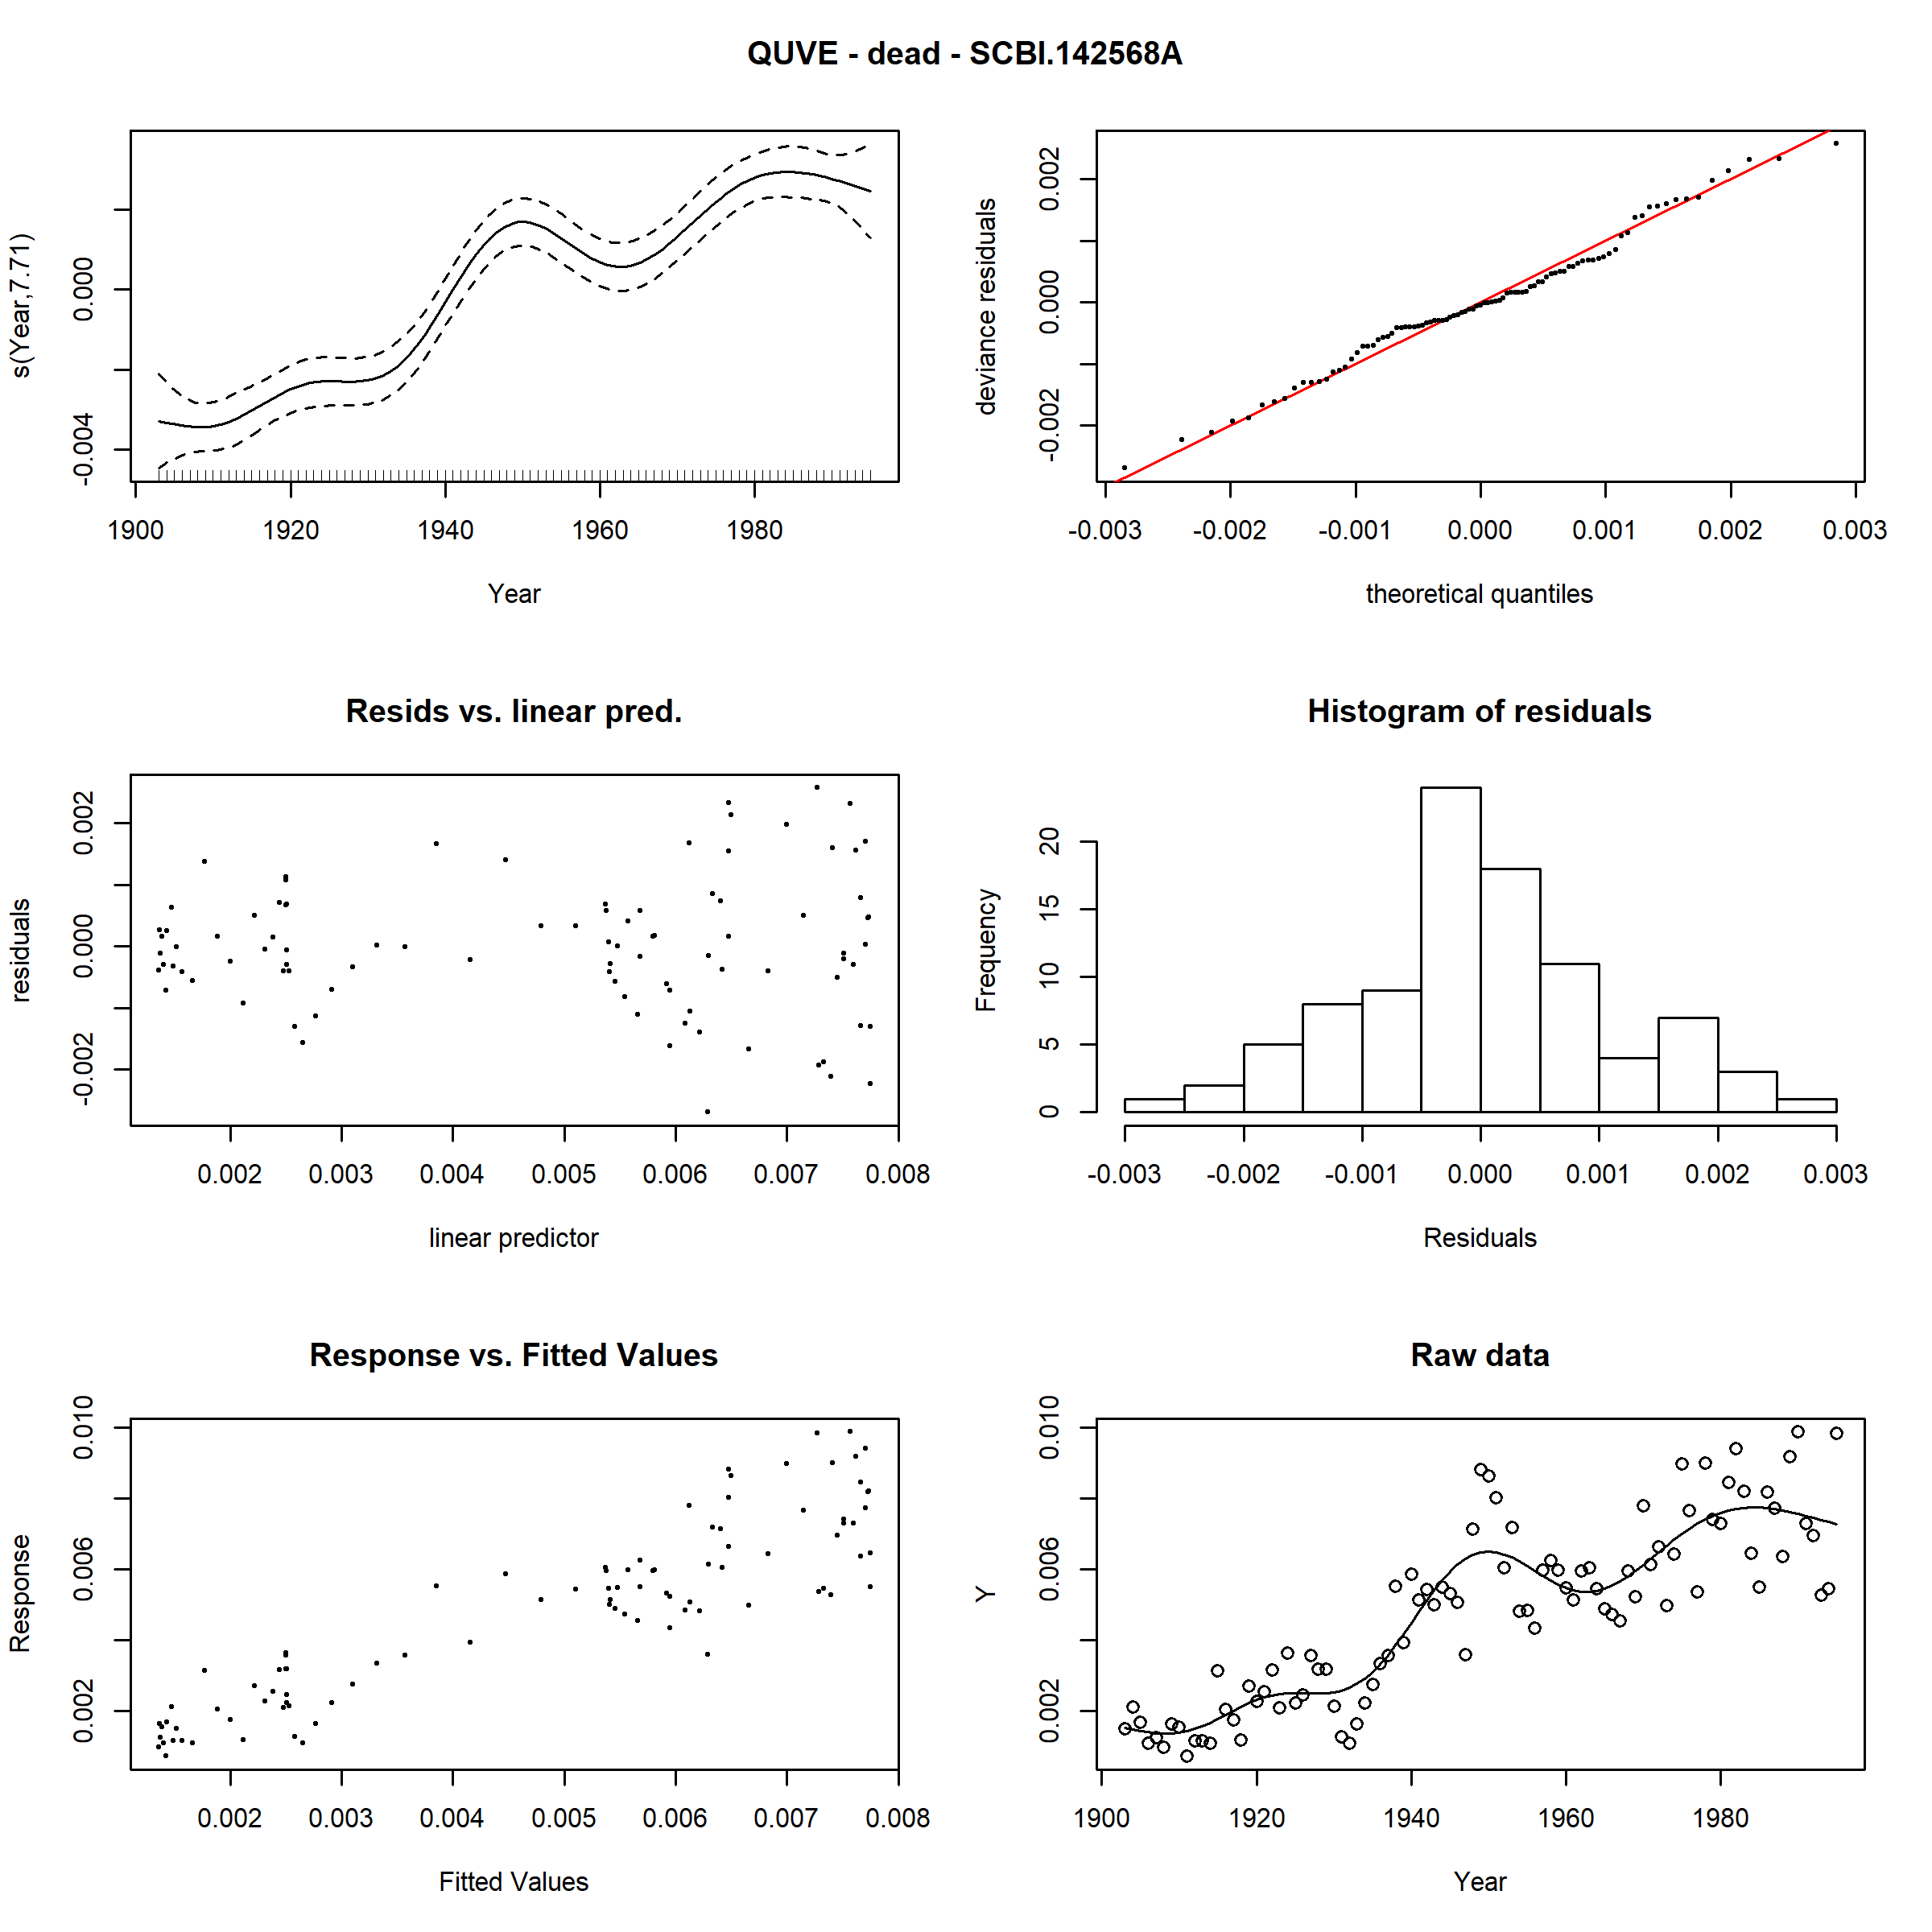 QUVE - dead - SCBI.142568A
s(Year,7.71)
-0.004 0.000
1900 1920 1940 1960 1980
Year
deviance residuals
-0.002 0.000 0.002
-0.003 -0.002 -0.001 0.000 0.001 0.002 0.003
theoretical quantiles
Resids vs. linear pred.
residuals
-0.002 0.000 0.002
0.002 0.003 0.004 0.005 0.006 0.007 0.008
linear predictor
Histogram of residuals
Frequency
0 5 10 15 20
-0.003 -0.002 -0.001 0.000 0.001 0.002 0.003
Residuals
Response vs. Fitted Values
Response
0.002 0.006 0.010
0.002 0.003 0.004 0.005 0.006 0.007 0.008
Fitted Values
Raw data
Y
0.002 0.006 0.010
1900 1920 1940 1960 1980
Year